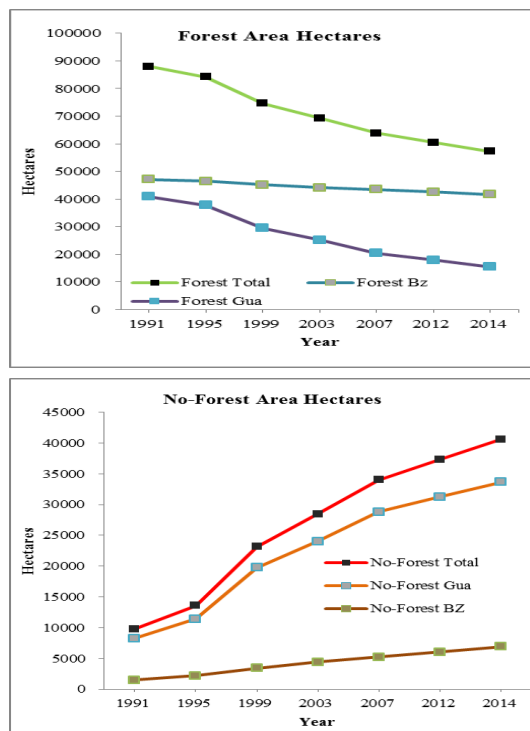 Forest Area Hectares
100000
90000
80000
70000
60000
50000
40000
30000
20000
10000
0
Hectares
Forest Total
Forest Bz
Forest Gua
1991 1995 1999 2003 2007 2012 2014
Year
No-Forest Area Hectares
45000
40000
35000
30000
25000
20000
15000
10000
5000
0
Hectares
No-Forest Total
No-Forest Gua
No-Forest BZ
1991 1995 1999 2003 2007 2012 2014
Year